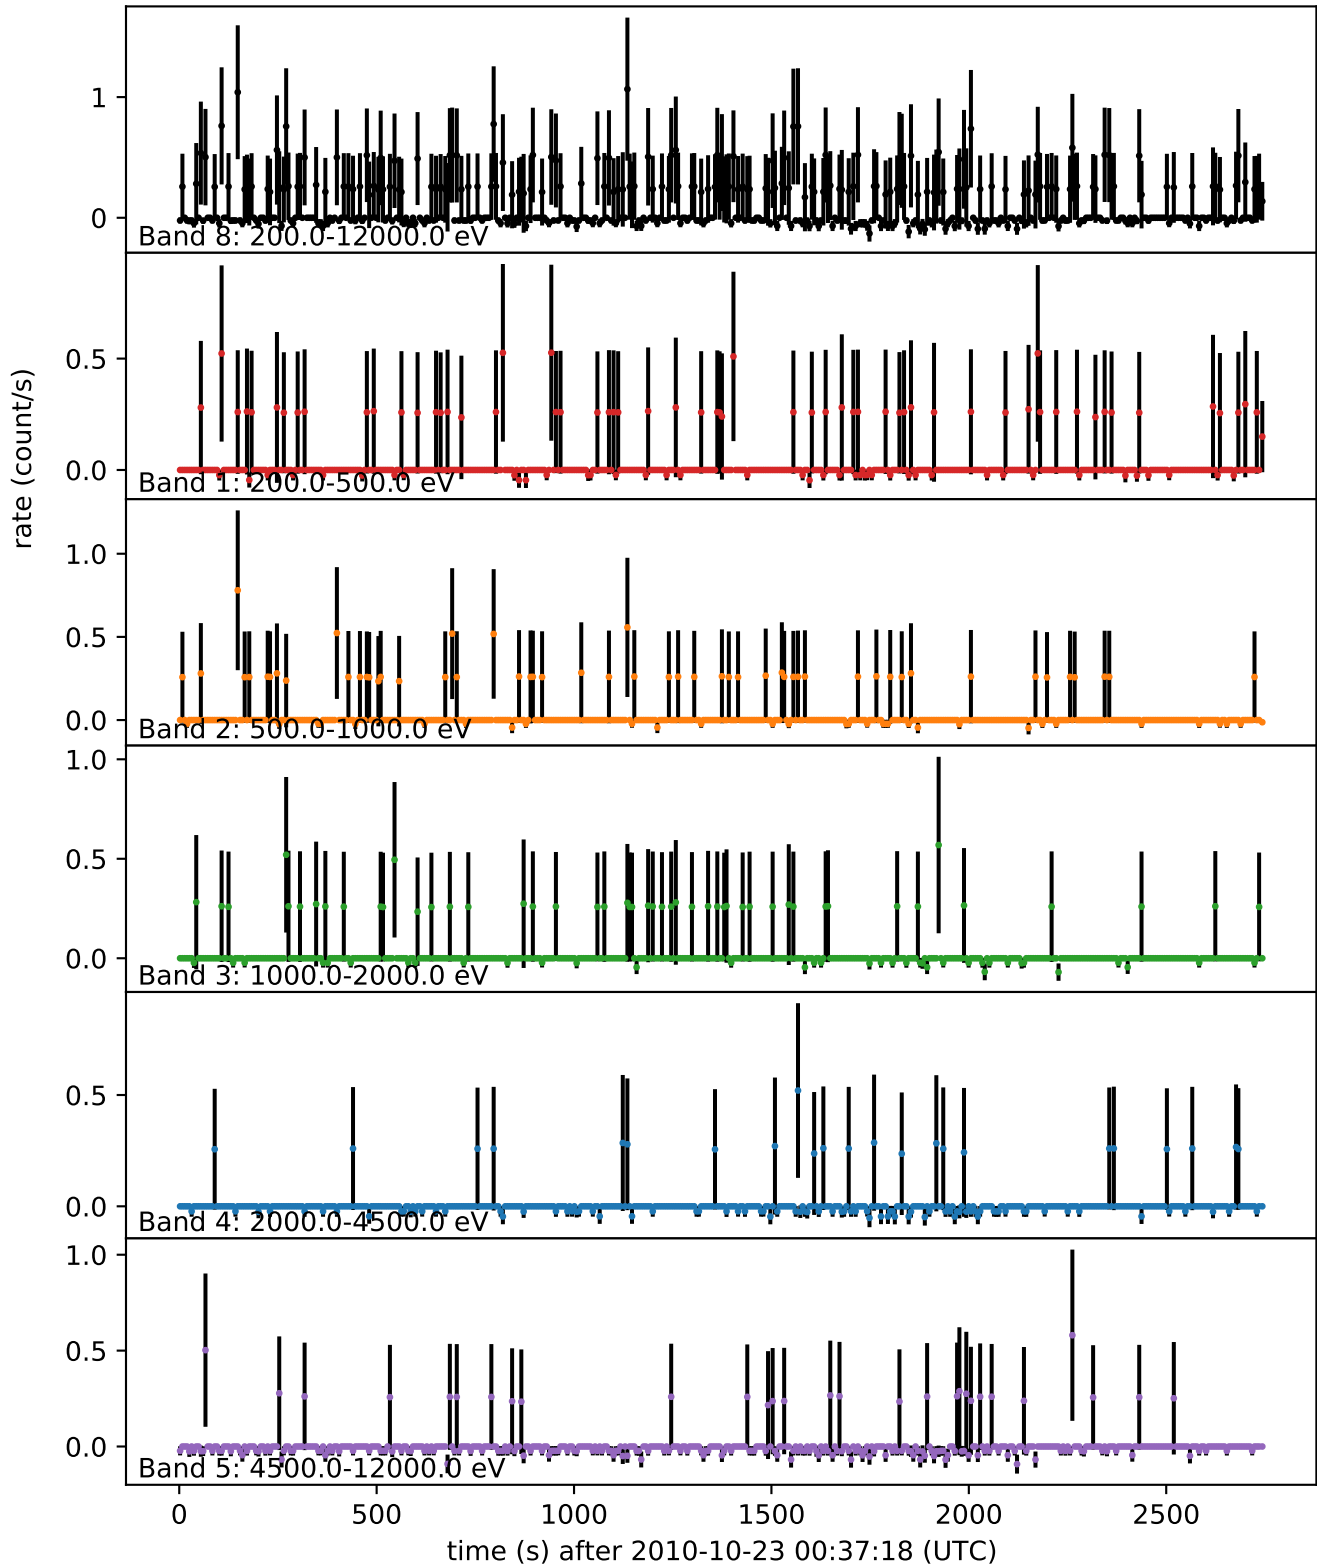 1
0
Band 8: 200.0-12000.0 eV
0.5
0.0
Band 1: 200.0-500.0 eV
rate (count/s)
1.0
0.5
0.0
Band 2: 500.0-1000.0 eV
1.0
0.5
0.0
Band 3: 1000.0-2000.0 eV
0.5
0.0
Band 4: 2000.0-4500.0 eV
1.0
0.5
0.0
Band 5: 4500.0-12000.0 eV
0 500 1000 1500 2000 2500
time (s) after 2010-10-23 00:37:18 (UTC)